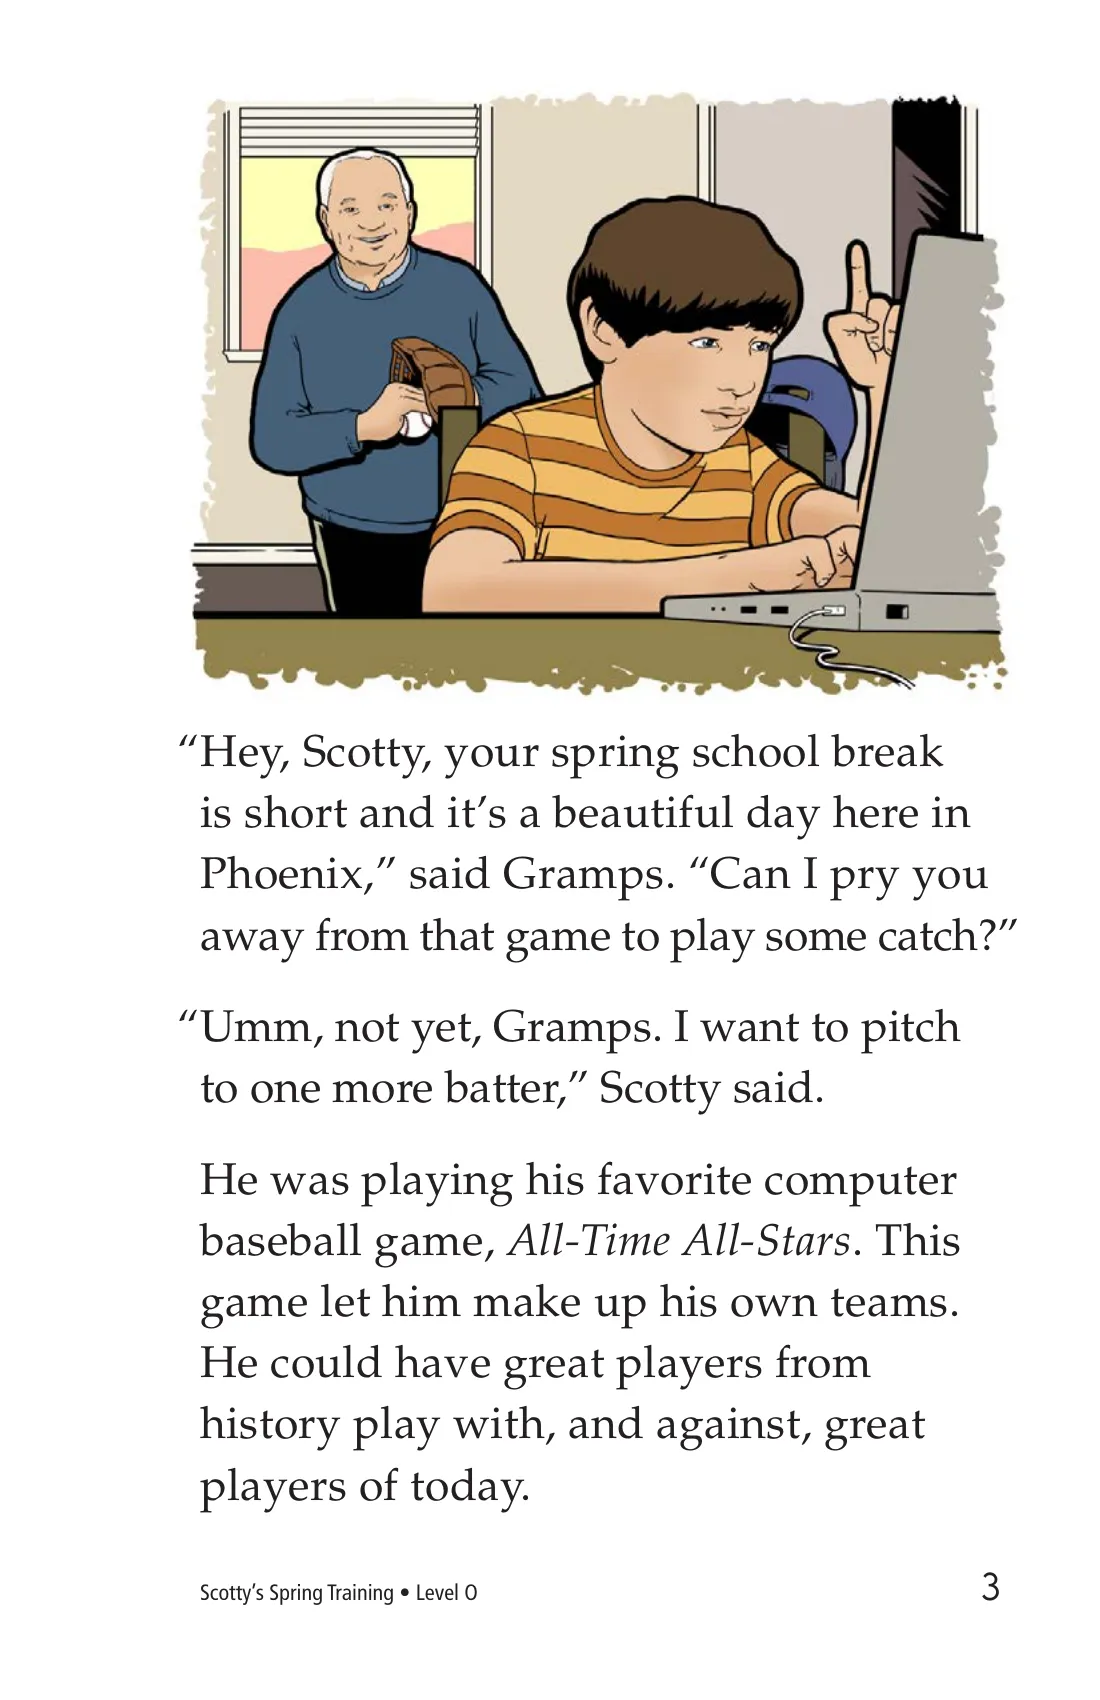 “Hey, Scotty, your spring school break
is short and it’s a beautiful day here in
Phoenix,” said Gramps. “Can I pry you
away from that game to play some catch?”
“Umm, not yet, Gramps. I want to pitch
to one more batter,” Scotty said.
He was playing his favorite computer
baseball game, All-Time All-Stars. This
game let him make up his own teams.
He could have great players from
history play with, and against, great
players of today.
Scotty’s Spring Training • Level O
3